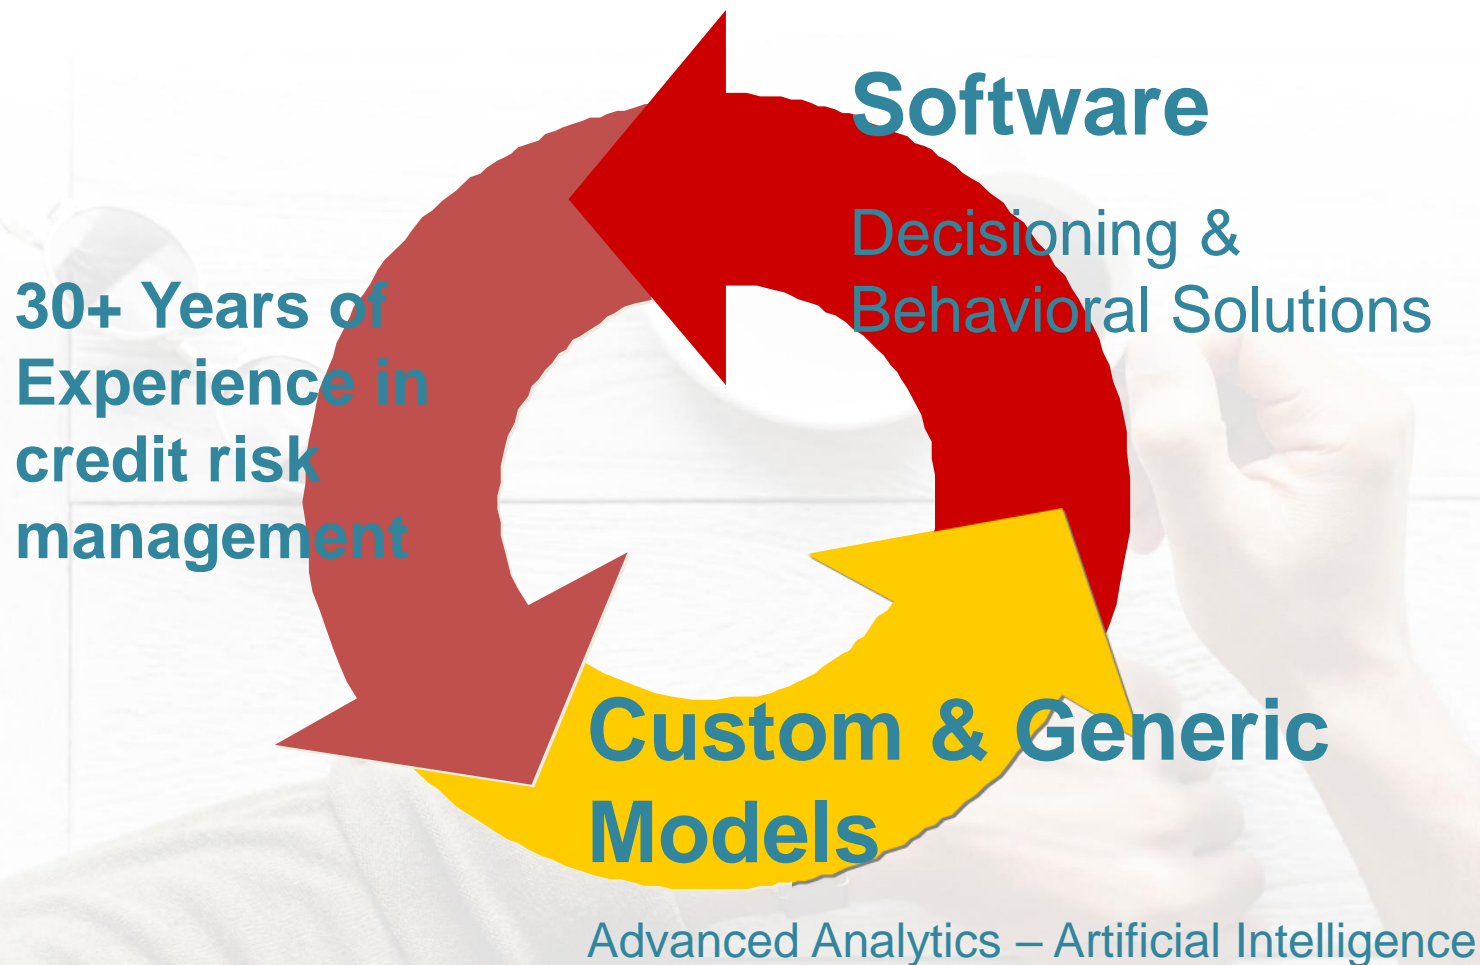 Software
Decisioning &
Behavioral Solutions
30+ Years of
Experience in
credit risk
management
Custom & Generic
Models
Advanced Analytics – Artificial Intelligence